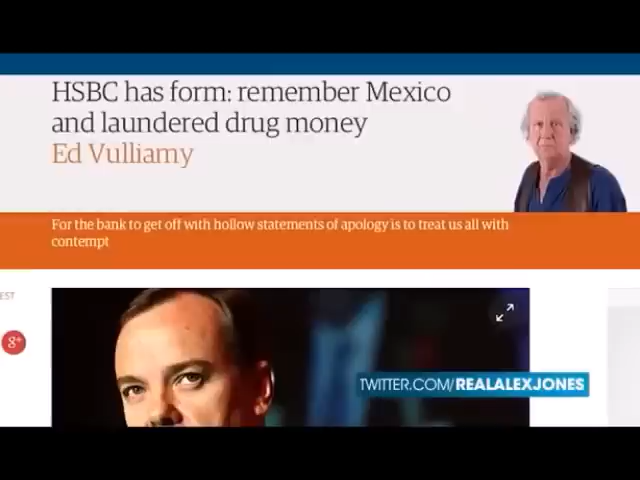 HSBC has form: remember Mexico
and laundered drug money
Ed Vulliamy
For the bank to get off with hollow statements of apology is to treat us all with
contempt
EST
8+
TWITTER.COM/REALALEXJONES